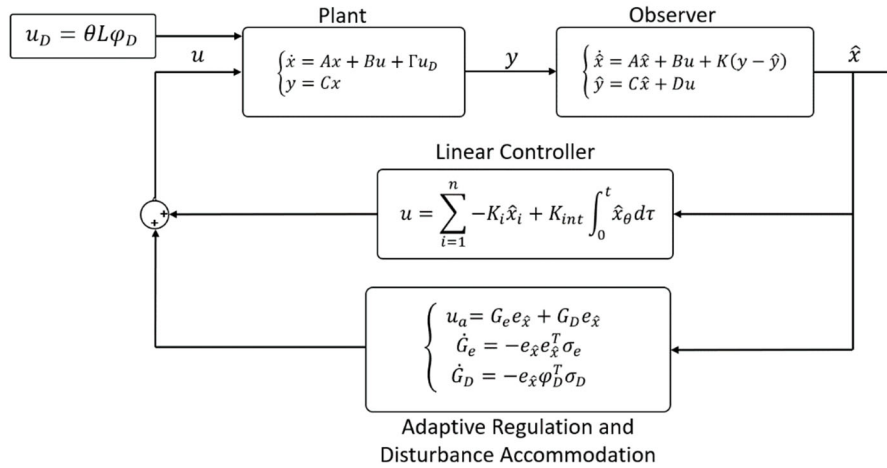 Plant
Observer
u_D = θLφ_D
u
ẋ = Ax + Bu + Γu_D
y = Cx
y
x̂̇ = Ax̂ + Bu + K(y − ŷ)
ŷ = Cx̂ + Du
x̂
Linear Controller
u = ∑_{i=1}^{n} −K_i x̂_i + K_{int} ∫_0^t x̂_θ dτ
+
+
u_a = G_e e_x̂ + G_D e_x̂
Ġ_e = −e_x̂ e_x̂^T σ_e
Ġ_D = −e_x̂ φ_D^T σ_D
Adaptive Regulation and
Disturbance Accommodation